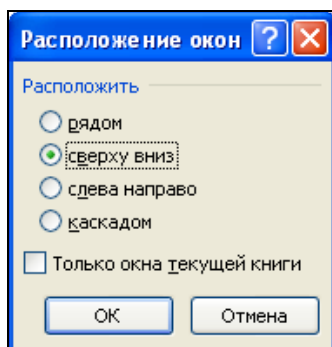 Расположение окон
Расположить
рядом
сверху вниз
слева направо
каскадом
Только окна текущей книги
ОК
Отмена